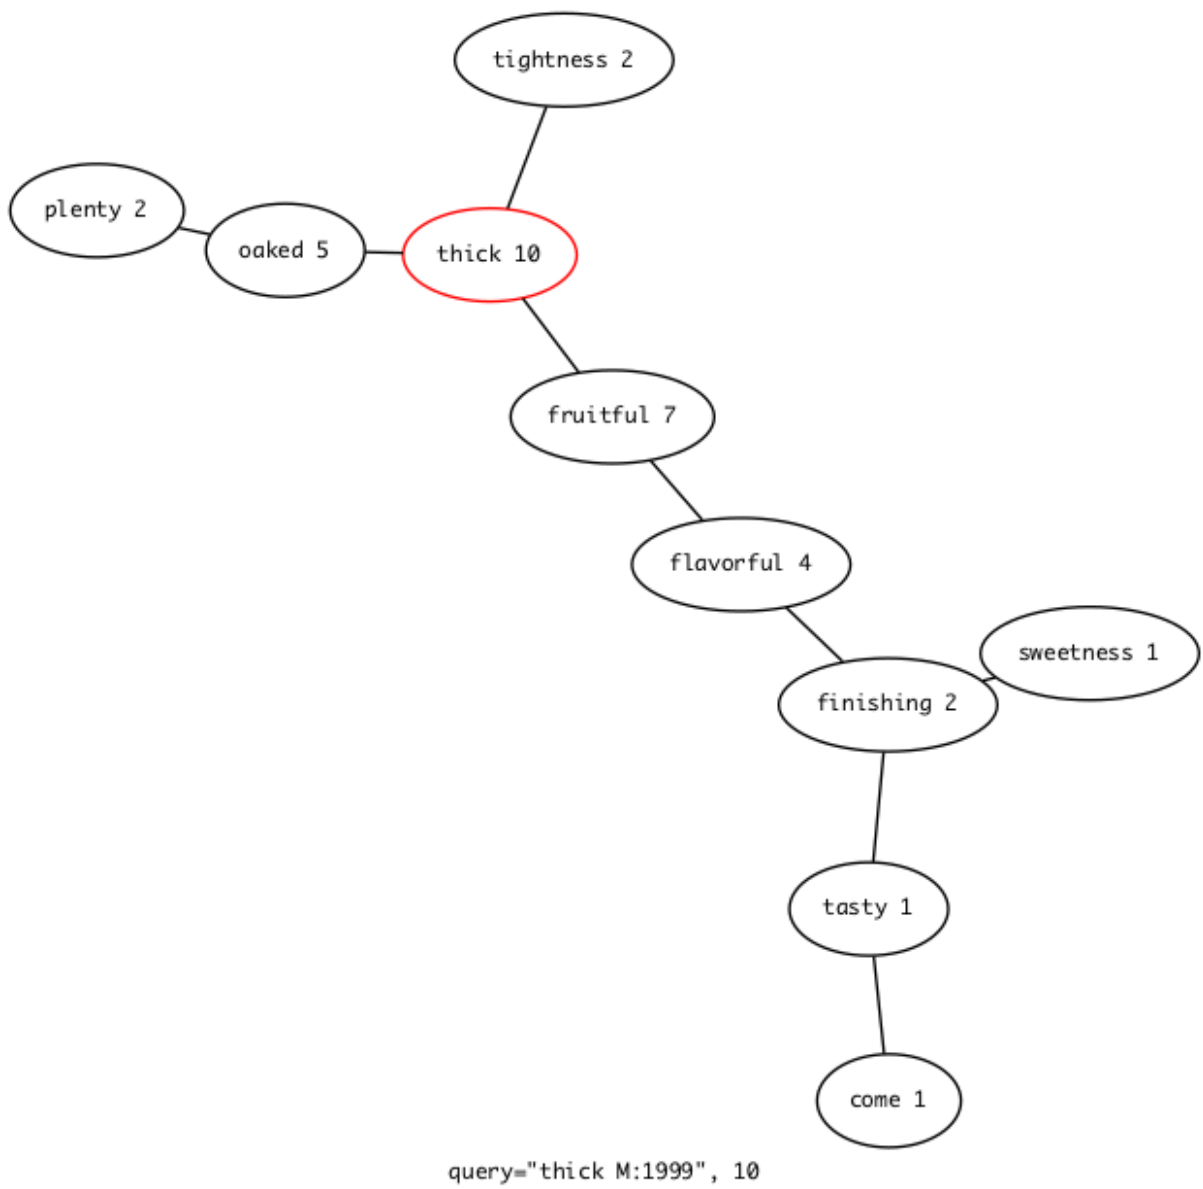 tightness 2
plenty 2
oaked 5
thick 10
fruitful 7
flavorful 4
sweetness 1
finishing 2
tasty 1
come 1
query="thick M:1999", 10